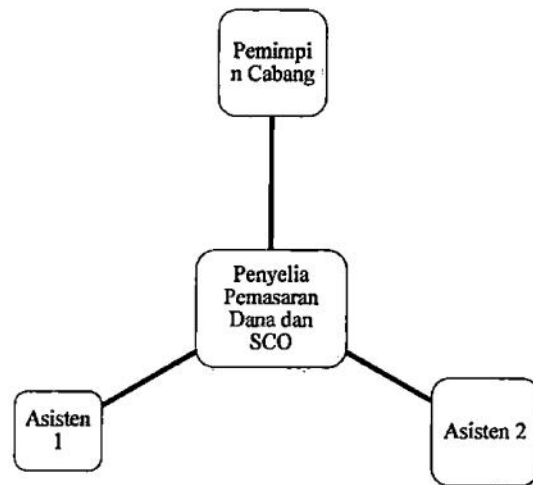 Pemimpi
n Cabang
Penyelia
Pemasaran
Dana dan
SCO
Asisten
1
Asisten 2